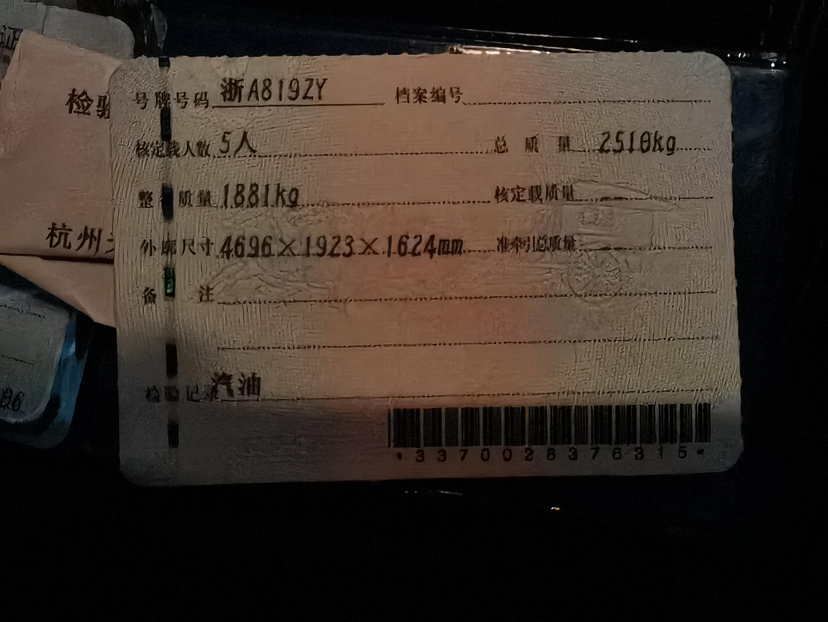 证
检验
杭州
96
号牌号码 浙A819ZY 档案编号
核定载人数 5人 总质量 2510kg
整备质量 1881kg 核定载质量
外廓尺寸 4696×1923×1624mm 准牵引总质量
备注
检验记录 汽油
*3370028376315*